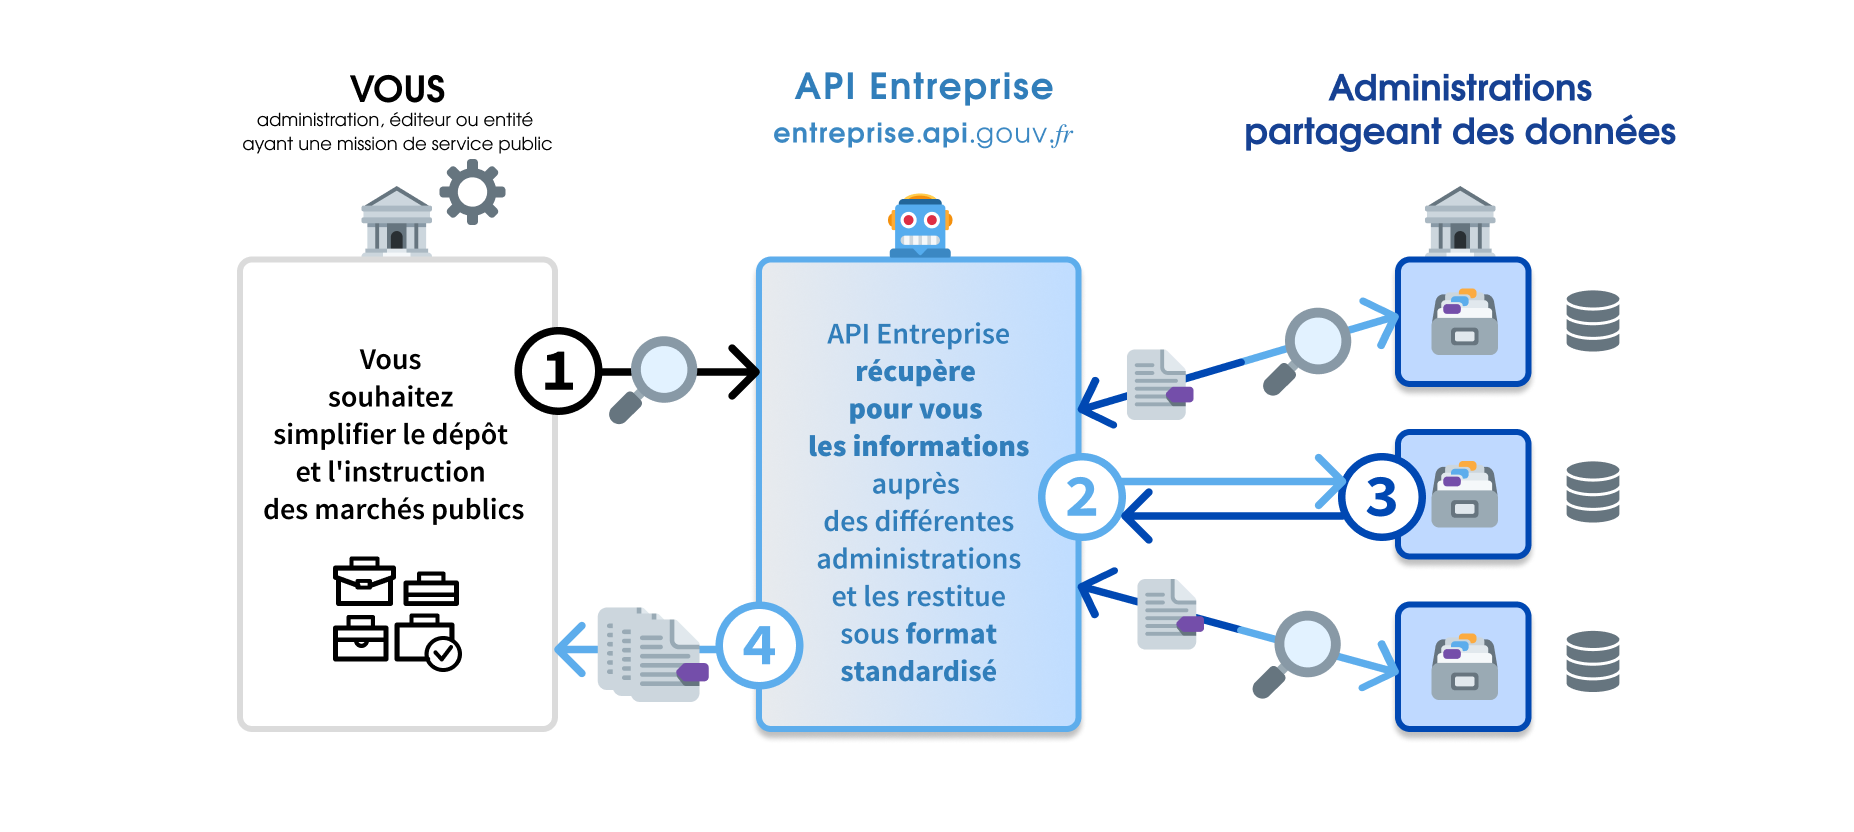 VOUS
administration, éditeur ou entité
ayant une mission de service public
API Entreprise
entreprise.api.gouv.fr
Administrations
partageant des données
Vous
souhaitez
simplifier le dépôt
et l'instruction
des marchés publics
1
API Entreprise
récupère
pour vous
les informations
auprès
des différentes
administrations
et les restitue
sous format
standardisé
2
3
4